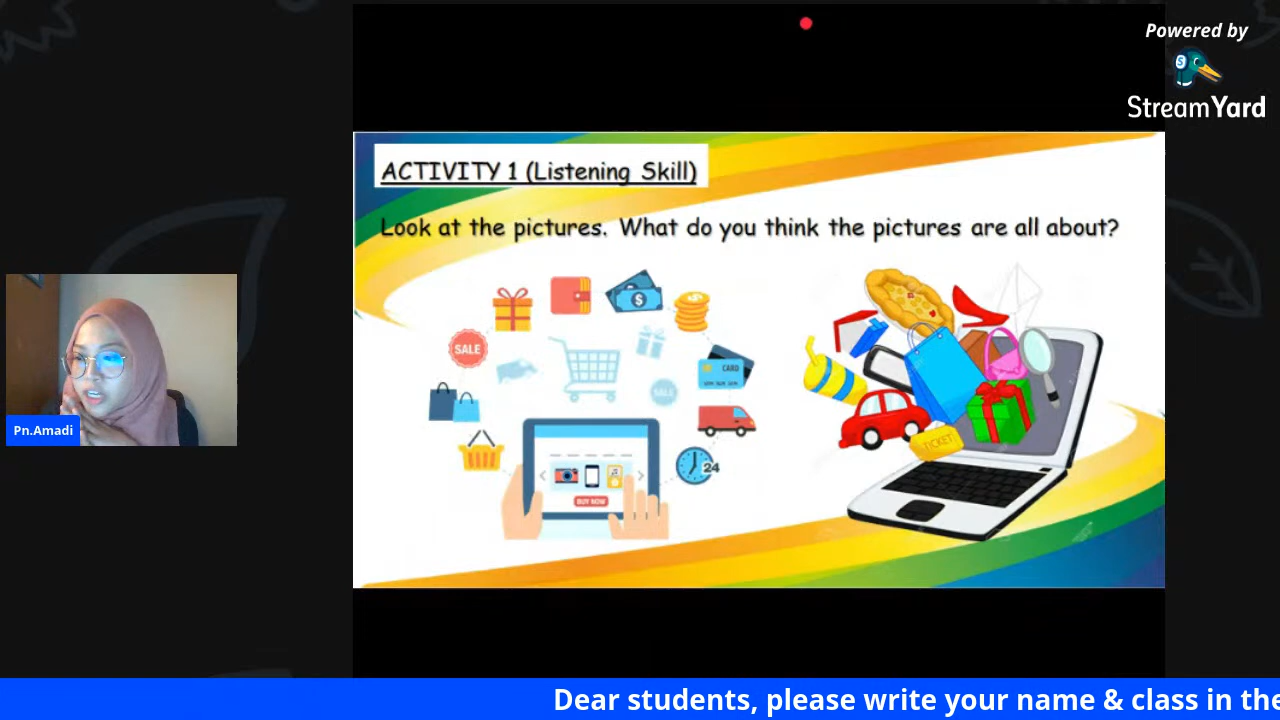 Powered by
StreamYard
ACTIVITY 1 (Listening Skill)
Look at the pictures. What do you think the pictures are all about?
SALE
CARD
SALE
24
BUY NOW
TICKET
Pn.Amadi
Dear students, please write your name & class in the